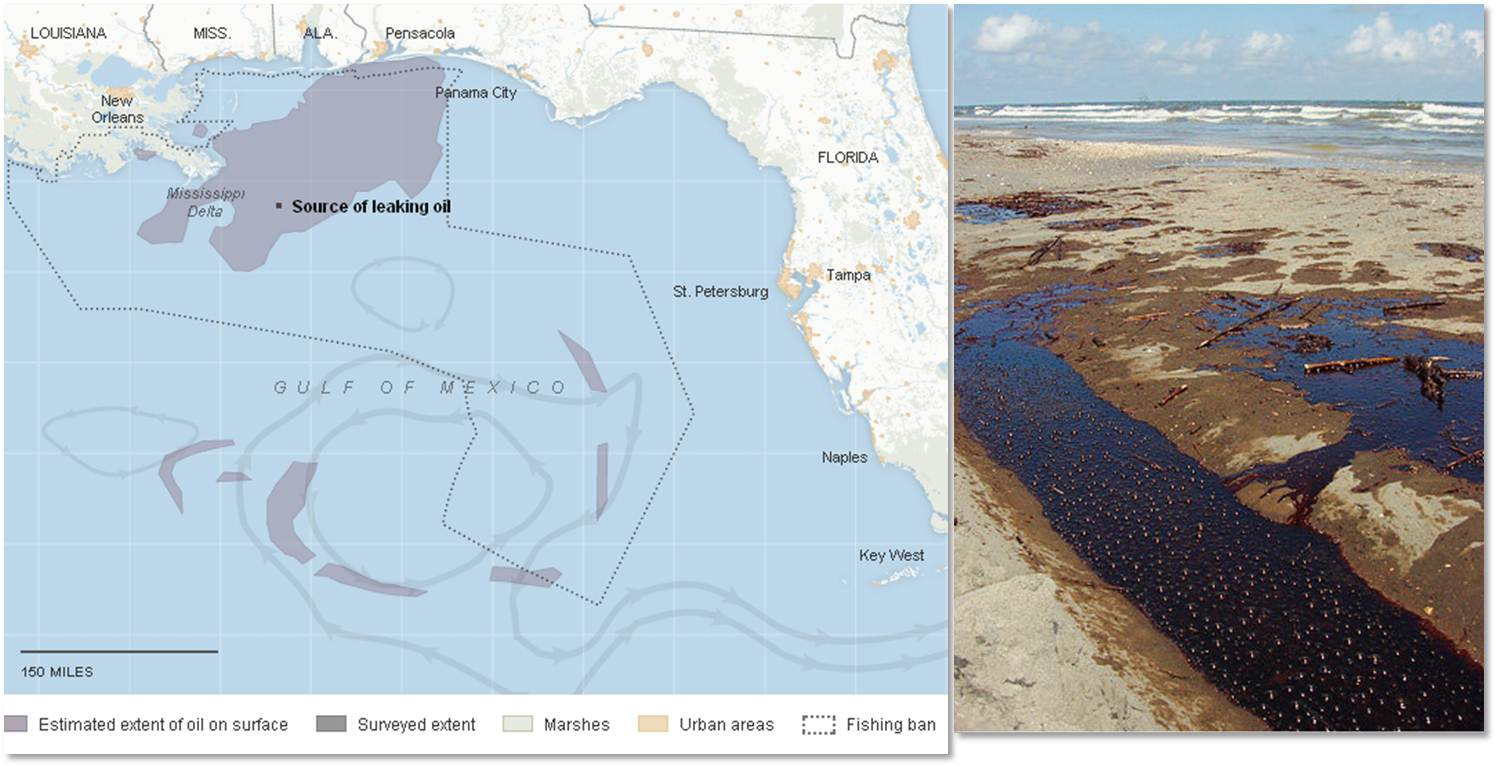 LOUISIANA
MISS.
ALA.
Pensacola
Panama City
New
Orleans
FLORIDA
Mississippi
Delta
Source of leaking oil
Tampa
St. Petersburg
GULF OF MEXICO
Naples
Key West
150 MILES
Estimated extent of oil on surface
Surveyed extent
Marshes
Urban areas
Fishing ban